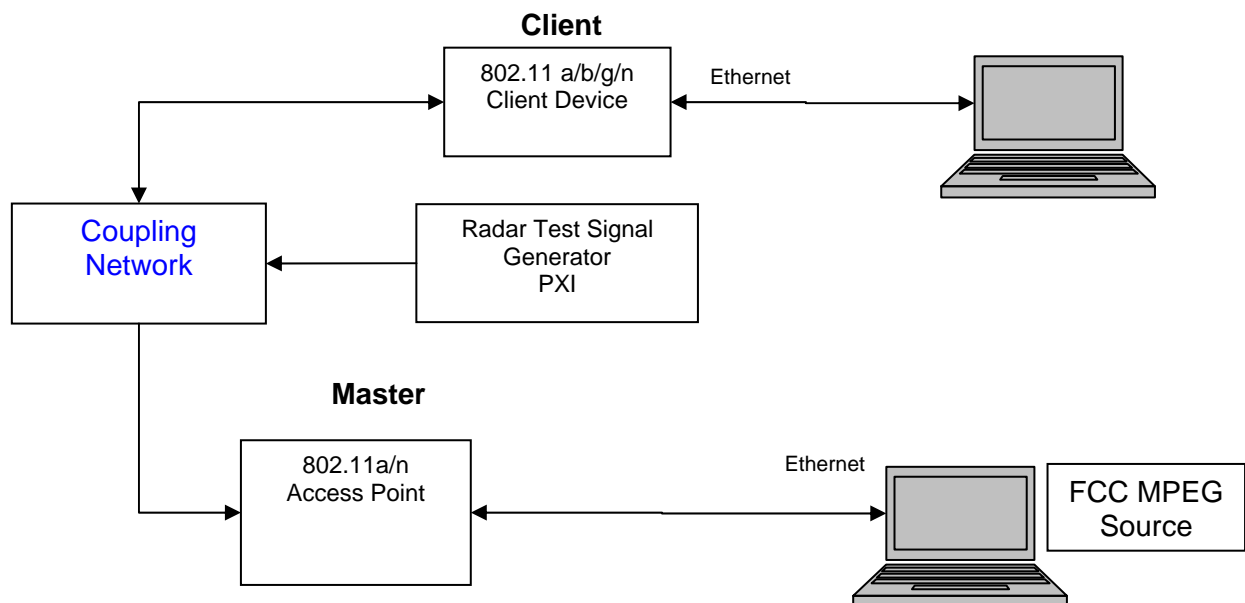 Client
802.11 a/b/g/n
Client Device
Ethernet
Coupling
Network
Radar Test Signal
Generator
PXI
Master
802.11a/n
Access Point
Ethernet
FCC MPEG
Source